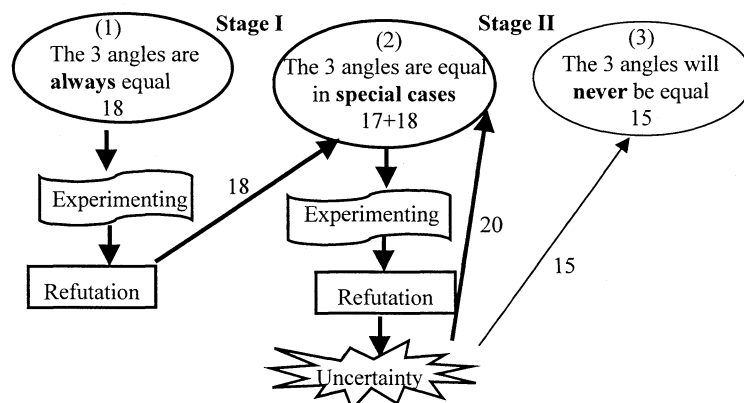 Stage I
Stage II
(1)
The 3 angles are
always equal
18
(2)
The 3 angles are equal
in special cases
17+18
(3)
The 3 angles will
never be equal
15
Experimenting
Refutation
18
Experimenting
Refutation
Uncertainty
20
15